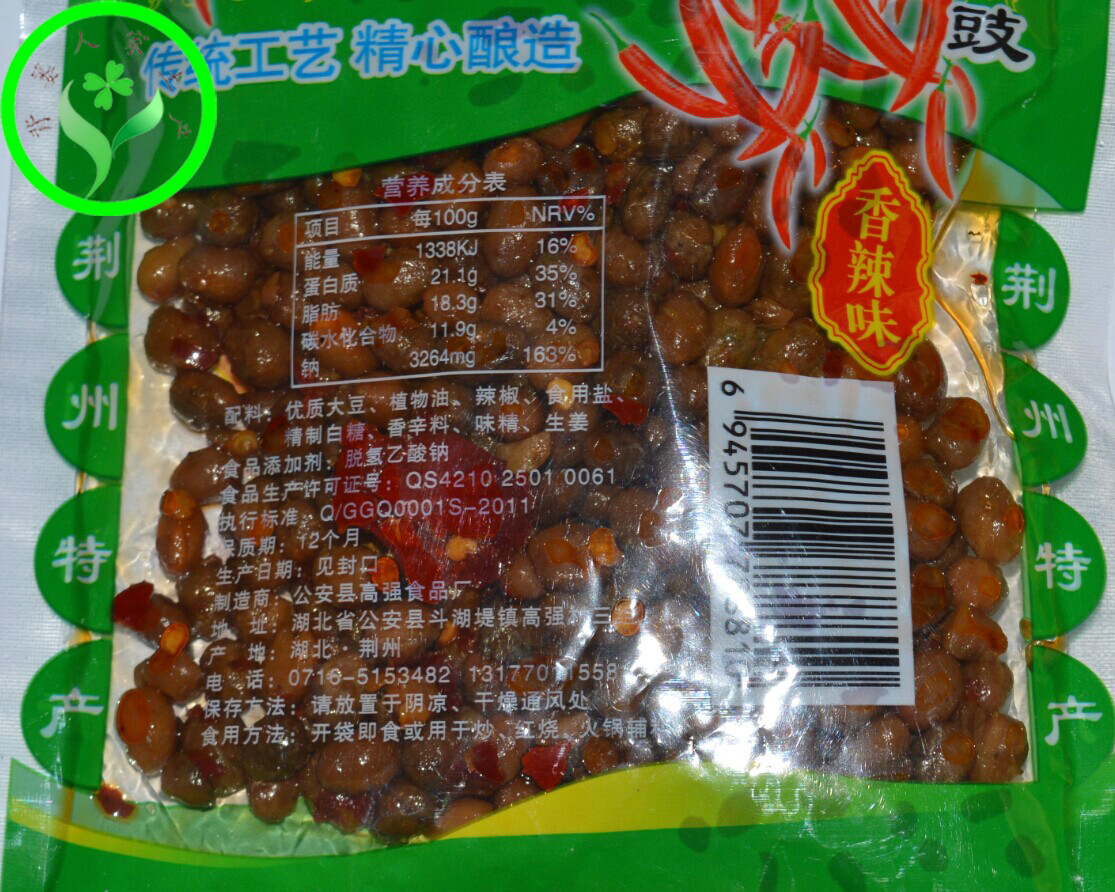 豉
传统工艺 精心酿造
香辣味
荆州特产
荆州特产
营养成分表
项目 每100g NRV%
能量 1338KJ 16%
蛋白质 21.1g 35%
脂肪 18.3g 31%
碳水化合物 11.9g 4%
钠 3264mg 163%
配料：优质大豆、植物油、辣椒、食用盐、
精制白糖、香辛料、味精、生姜
食品添加剂：脱氢乙酸钠
食品生产许可证号：QS4210 2501 0061
执行标准：Q/GGQ0001S-2011
保质期：12个月
生产日期：见封口
制造商：公安县高强食品厂
地 址：湖北省公安县斗湖堤镇高强
产 地：湖北·荆州
电 话：0716-5153482
保存方法：请放置于阴凉、干燥通风处
食用方法：开袋即食或用于炒、红烧、火锅辅